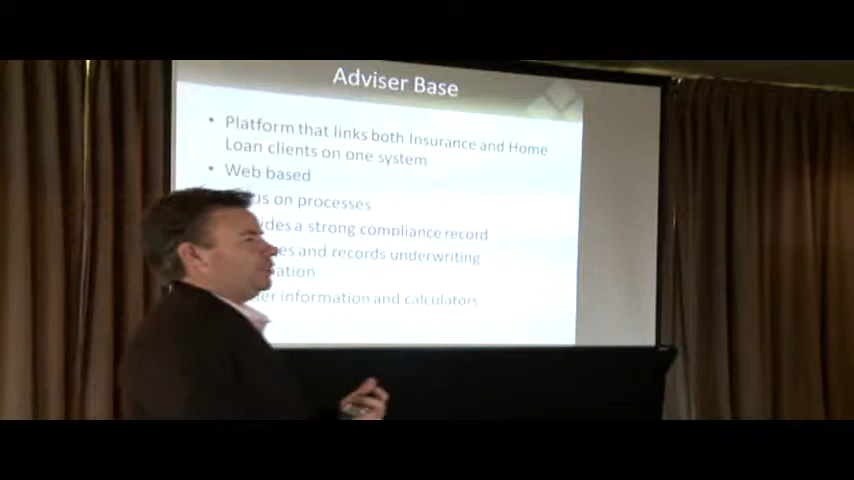 Adviser Base
• Platform that links both Insurance and Home
Loan clients on one system
• Web based
us on processes
ides a strong compliance record
es and records underwriting
ation
er information and calculators